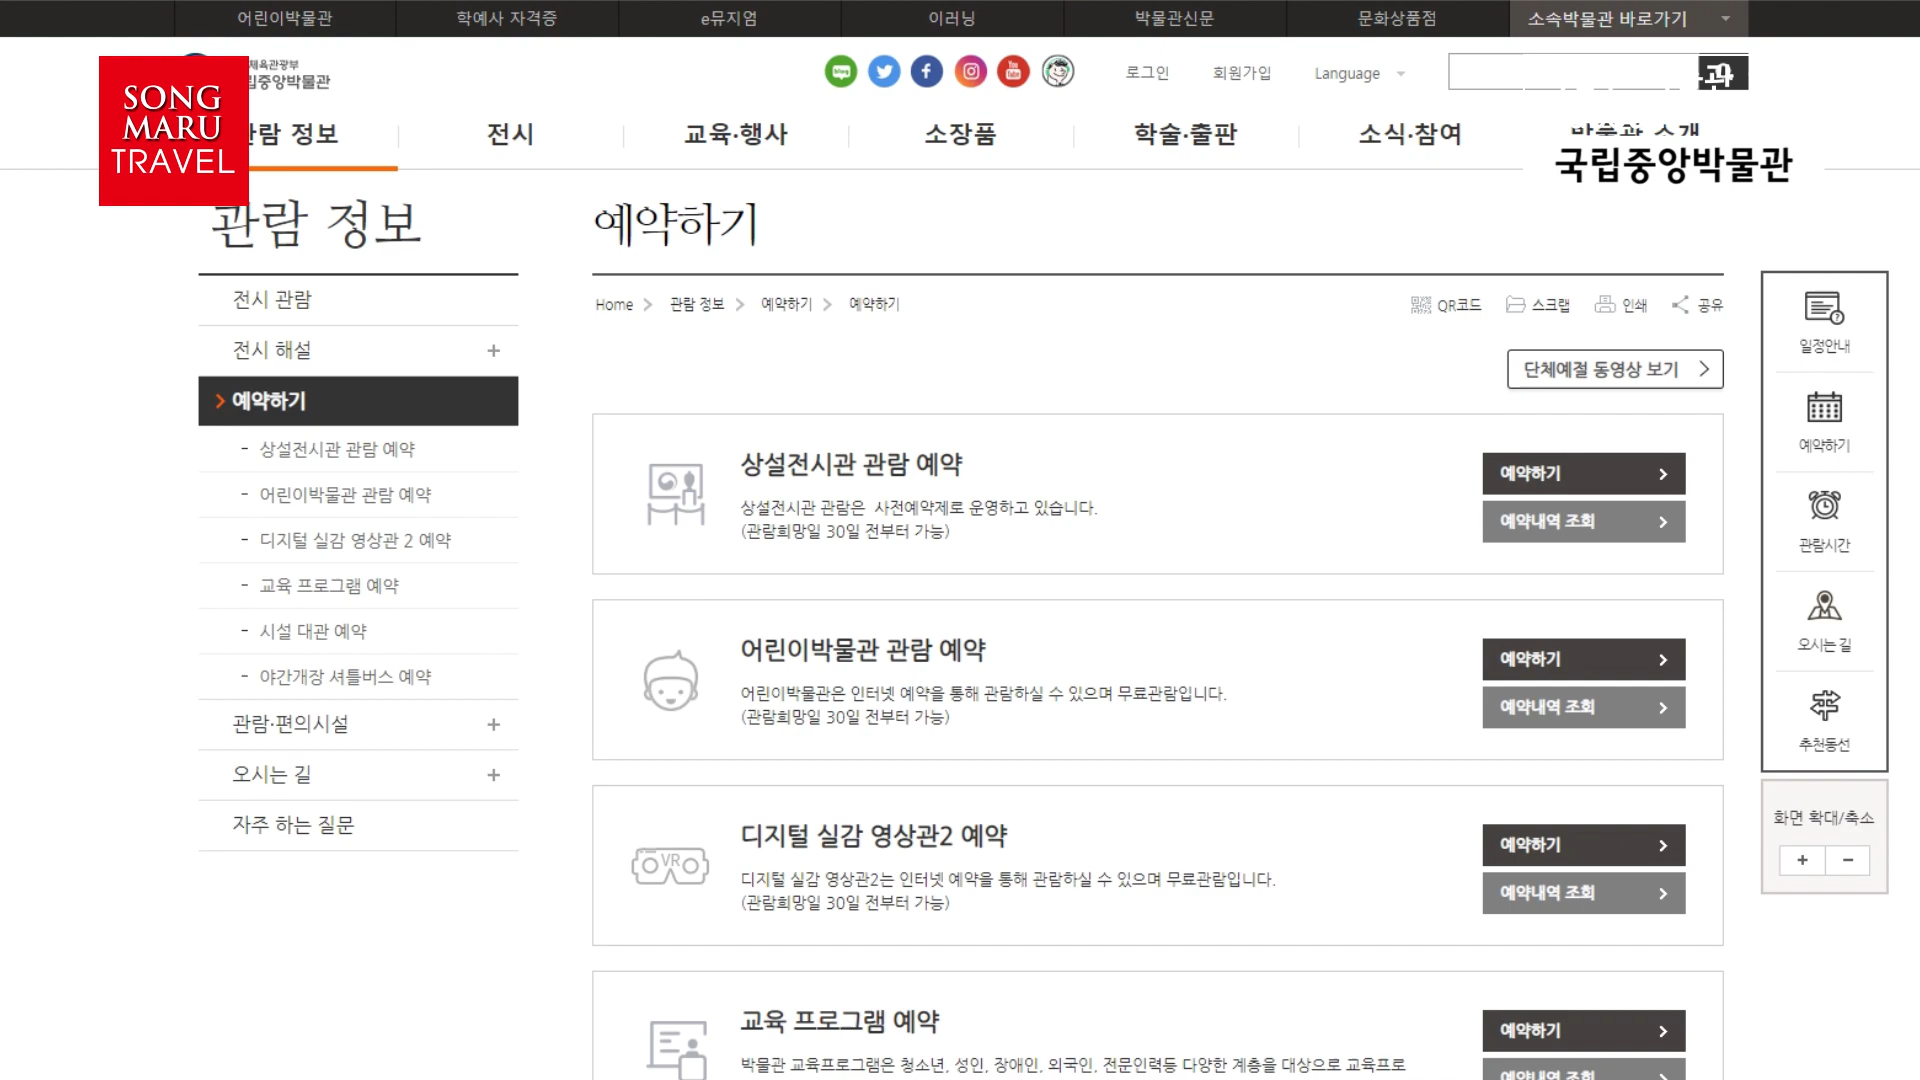 어린이박물관
학예사 자격증
e뮤지엄
이러닝
박물관신문
문화상품점
소속박물관 바로가기
체육관광부
립중앙박물관
blog
You
Tube
로그인
회원가입
Language
SONG
MARU
TRAVEL
관람 정보
전시
교육·행사
소장품
학술·출판
소식·참여
박물관 소개
국립중앙박물관
관람 정보
전시 관람
전시 해설
예약하기
- 상설전시관 관람 예약
- 어린이박물관 관람 예약
- 디지털 실감 영상관 2 예약
- 교육 프로그램 예약
- 시설 대관 예약
- 야간개장 셔틀버스 예약
관람·편의시설
오시는 길
자주 하는 질문
예약하기
Home > 관람 정보 > 예약하기 > 예약하기
QR코드
스크랩
인쇄
공유
단체예절 동영상 보기
상설전시관 관람 예약
상설전시관 관람은 사전예약제로 운영하고 있습니다.
(관람희망일 30일 전부터 가능)
예약하기
예약내역 조회
어린이박물관 관람 예약
어린이박물관은 인터넷 예약을 통해 관람하실 수 있으며 무료관람입니다.
(관람희망일 30일 전부터 가능)
예약하기
예약내역 조회
VR
디지털 실감 영상관2 예약
디지털 실감 영상관2는 인터넷 예약을 통해 관람하실 수 있으며 무료관람입니다.
(관람희망일 30일 전부터 가능)
예약하기
예약내역 조회
교육 프로그램 예약
박물관 교육프로그램은 청소년, 성인, 장애인, 외국인, 전문인력등 다양한 계층을 대상으로 교육프로
예약하기
예약내역 조회
일정안내
예약하기
관람시간
오시는 길
추천동선
화면 확대/축소
+ -